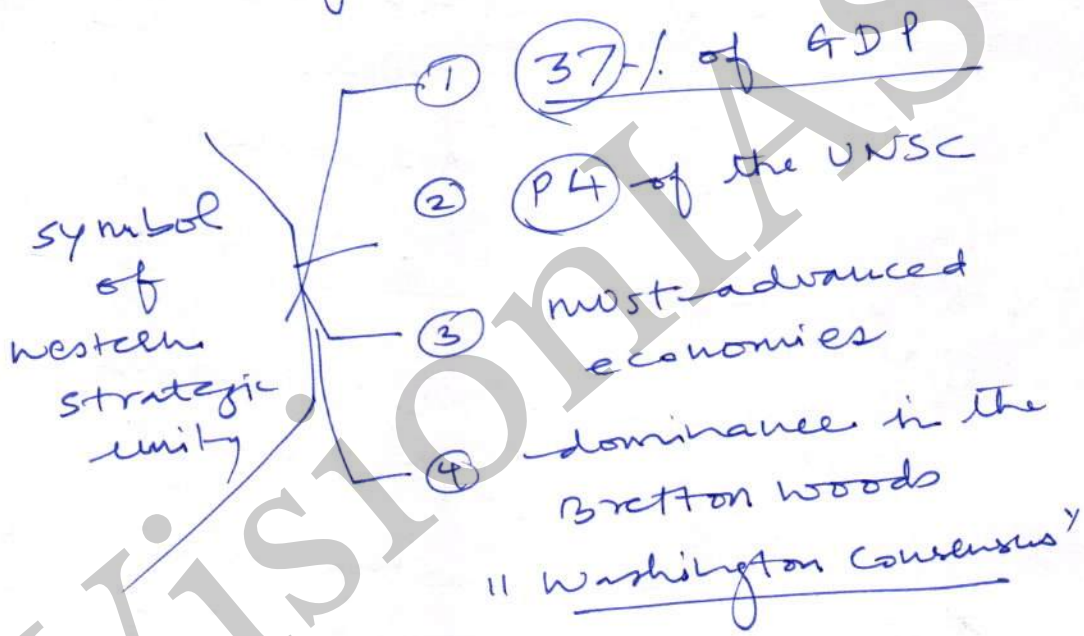 ① 37% of GDP
② P4 of the UNSC
symbol
of
western
strategic
unity
③ most-advanced
economies
④ dominance in the
Bretton Woods
"Washington Consensus"
VisionIAS